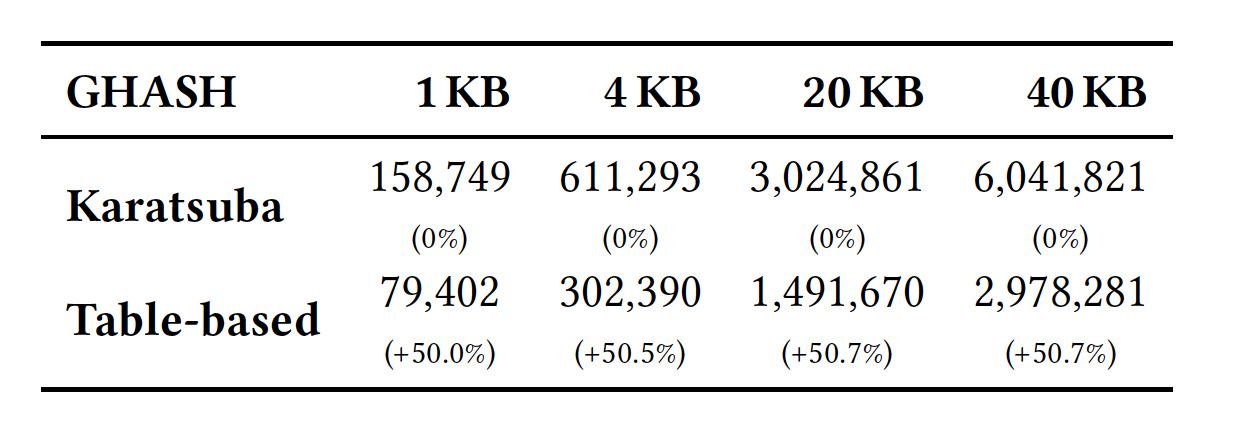 GHASH 1 KB 4 KB 20 KB 40 KB
Karatsuba 158,749 611,293 3,024,861 6,041,821
(0%) (0%) (0%) (0%)
Table-based 79,402 302,390 1,491,670 2,978,281
(+50.0%) (+50.5%) (+50.7%) (+50.7%)